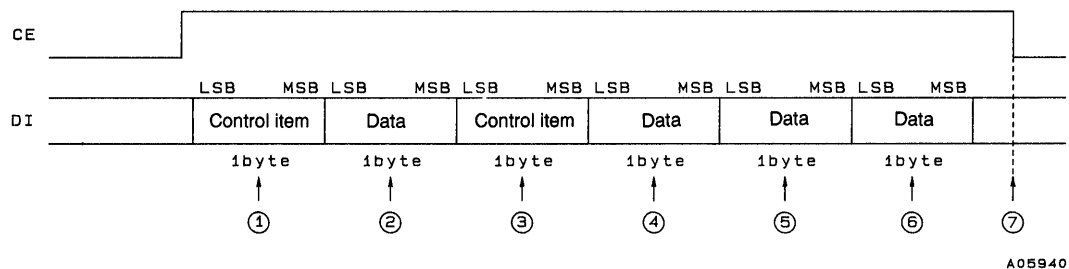 CE
LSB MSB LSB MSB LSB MSB LSB MSB LSB MSB LSB MSB
DI Control item Data Control item Data Data Data
1byte 1byte 1byte 1byte 1byte 1byte
① ② ③ ④ ⑤ ⑥ ⑦
A05940